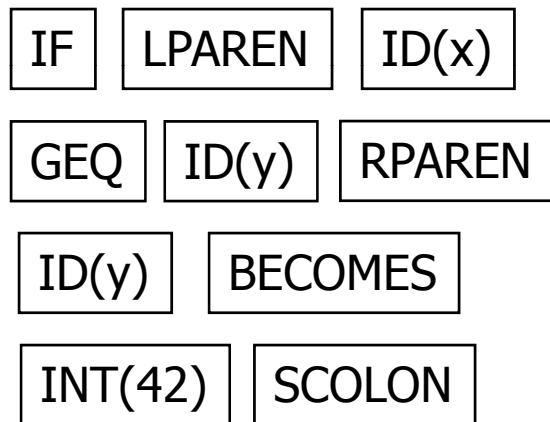 IF LPAREN ID(x)
GEQ ID(y) RPAREN
ID(y) BECOMES
INT(42) SCOLON